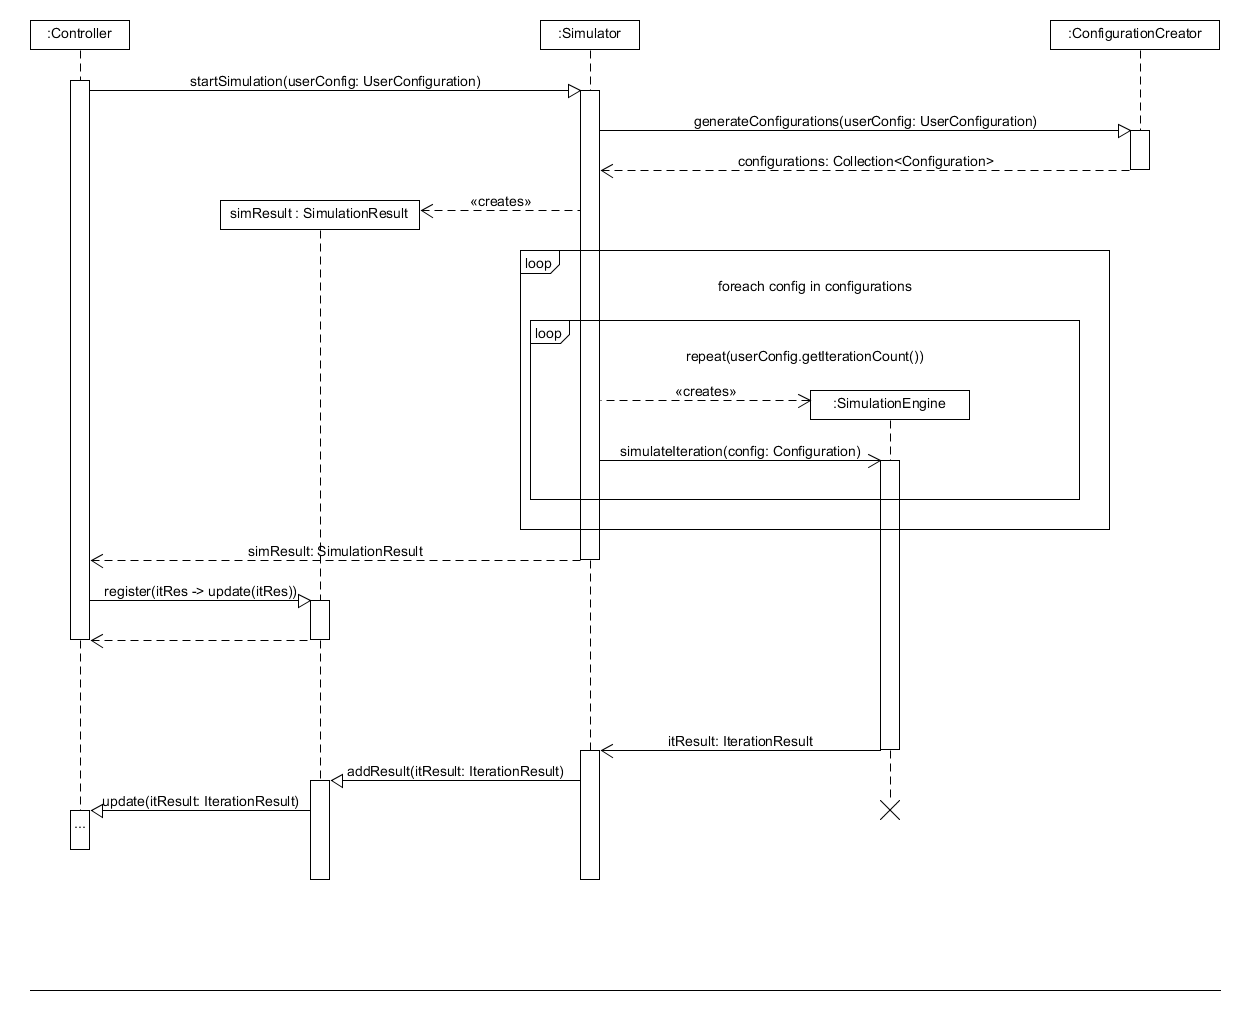 :Controller
:Simulator
:ConfigurationCreator
startSimulation(userConfig: UserConfiguration)
generateConfigurations(userConfig: UserConfiguration)
configurations: Collection<Configuration>
«creates»
simResult : SimulationResult
loop
foreach config in configurations
loop
repeat(userConfig.getIterationCount())
«creates»
:SimulationEngine
simulateIteration(config: Configuration)
simResult: SimulationResult
register(itRes -> update(itRes))
itResult: IterationResult
addResult(itResult: IterationResult)
update(itResult: IterationResult)
...